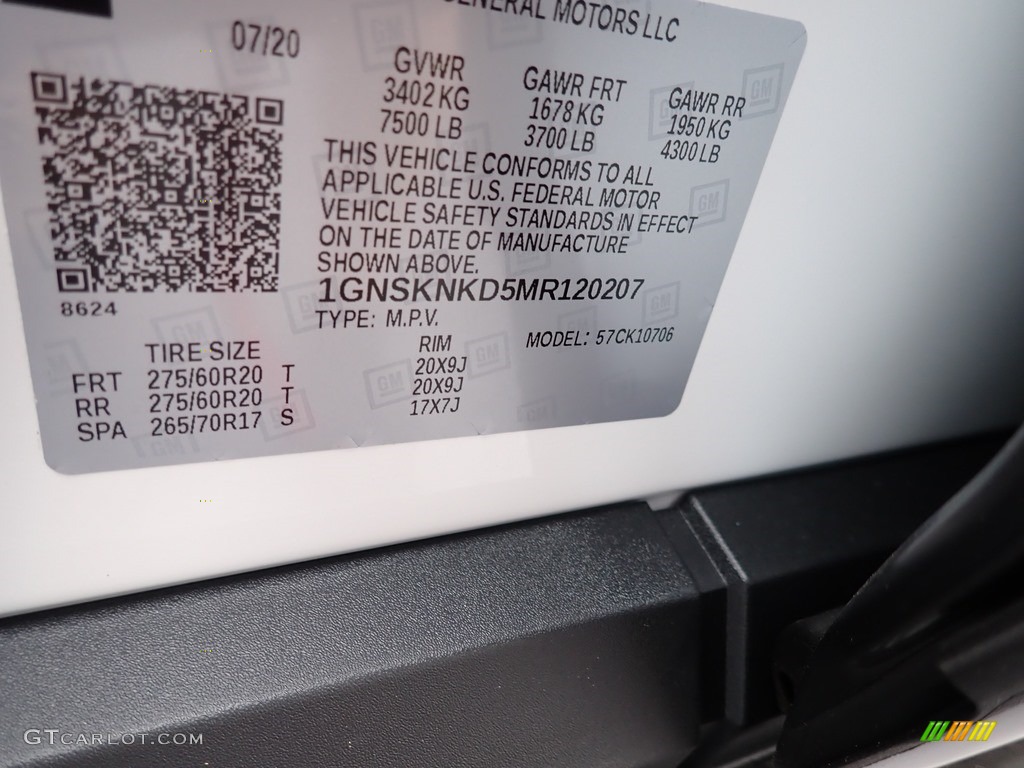 GENERAL MOTORS LLC
07/20
GVWR
3402 KG
7500 LB
GAWR FRT
1678 KG
3700 LB
GAWR RR
1950 KG
4300 LB
THIS VEHICLE CONFORMS TO ALL
APPLICABLE U.S. FEDERAL MOTOR
VEHICLE SAFETY STANDARDS IN EFFECT
ON THE DATE OF MANUFACTURE
SHOWN ABOVE.
1GNSKNKD5MR120207
TYPE: M.P.V.
MODEL: 57CK10706
8624
TIRE SIZE RIM
FRT 275/60R20 T 20X9J
RR 275/60R20 T 20X9J
SPA 265/70R17 S 17X7J
GTCARLOT.COM